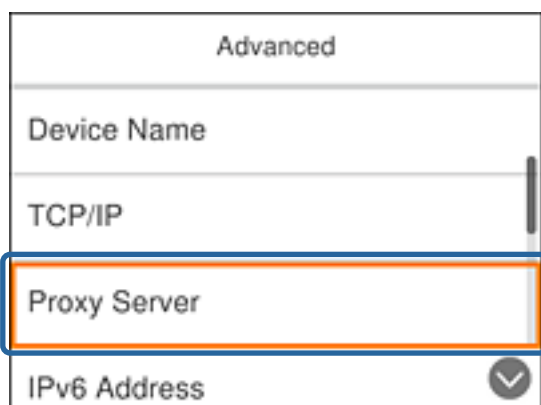 Advanced
Device Name
TCP/IP
Proxy Server
IPv6 Address